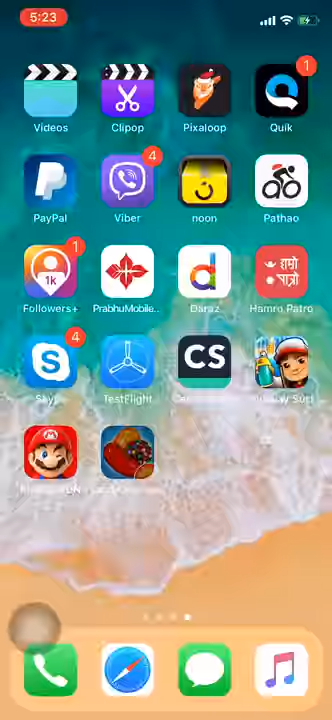 5:23
1
Videos
Clipop
Pixaloop
Quik
4
PayPal
Viber
noon
Pathao
1
1k
हाम्रो
पात्रो
Followers+
PrabhuMobile..
Daraz
Hamro Patro
4
CS
TestFlight